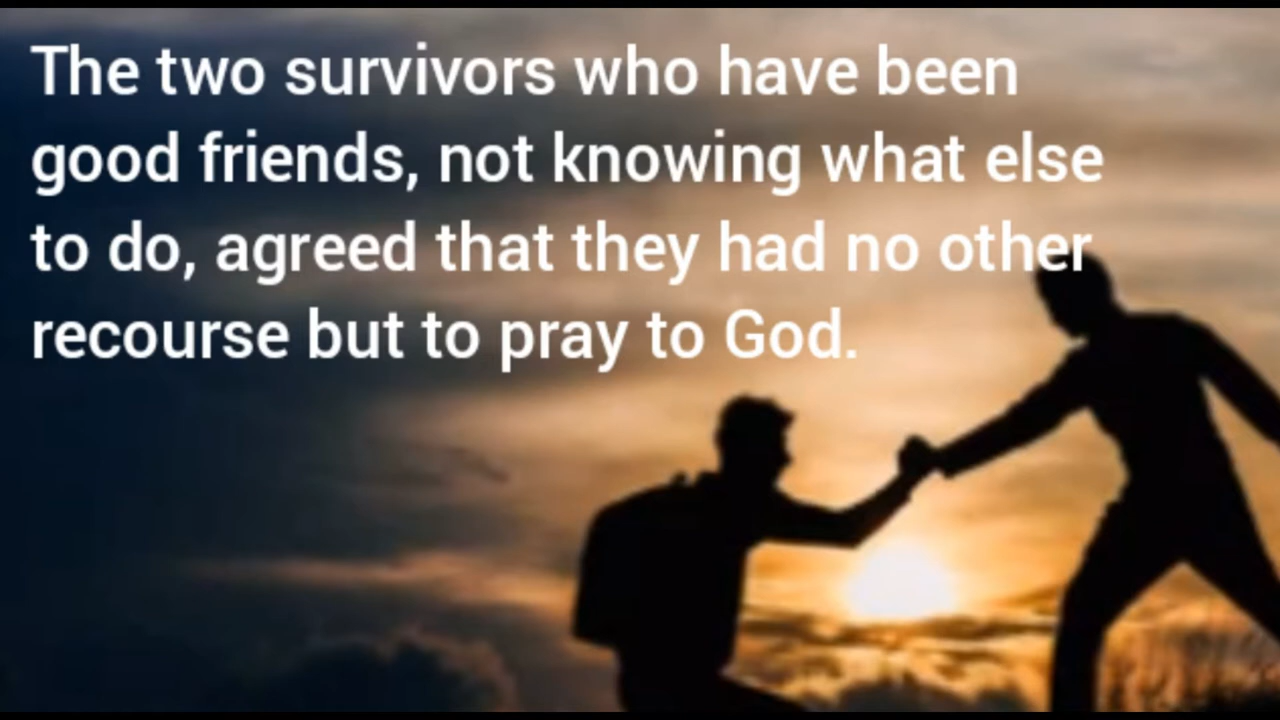 The two survivors who have been
good friends, not knowing what else
to do, agreed that they had no other
recourse but to pray to God.